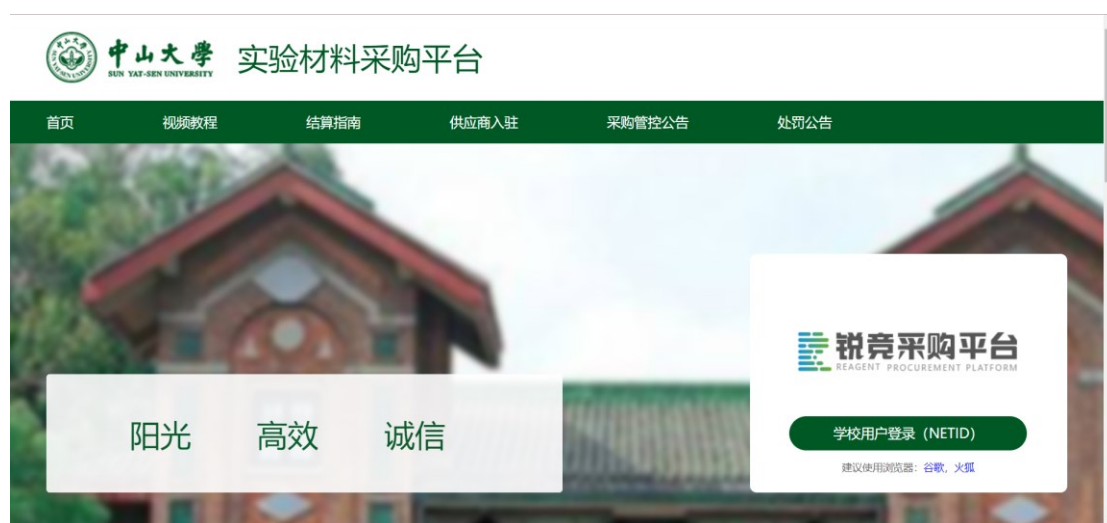 中山大學 实验材料采购平台
SUN YAT-SEN UNIVERSITY
首页 视频教程 结算指南 供应商入驻 采购管控公告 处罚公告
阳光 高效 诚信
锐竞采购平台
REAGENT PROCUREMENT PLATFORM
学校用户登录（NETID）
建议使用浏览器：谷歌，火狐